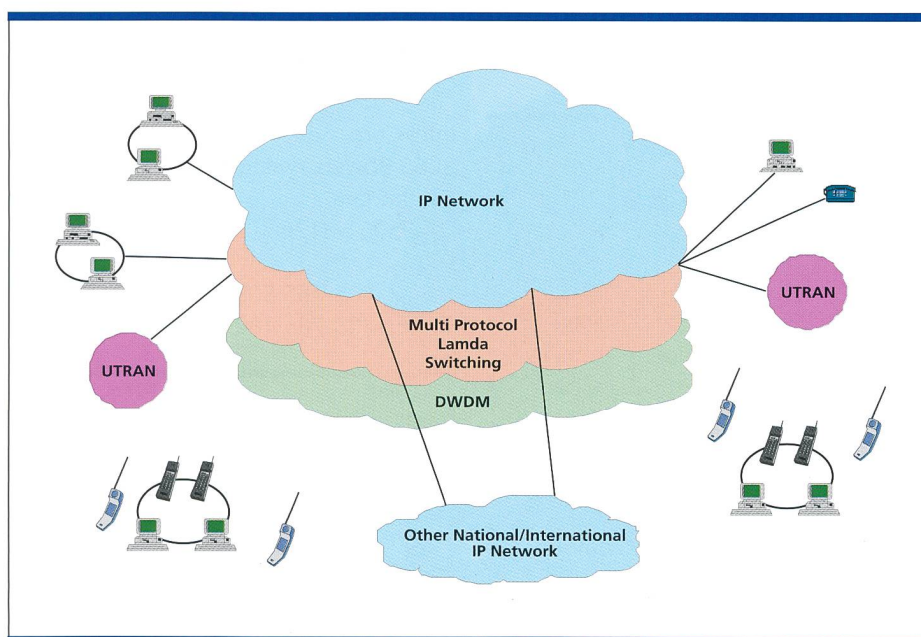 IP Network
Multi Protocol
Lamda
Switching
DWDM
UTRAN
UTRAN
Other National/International
IP Network